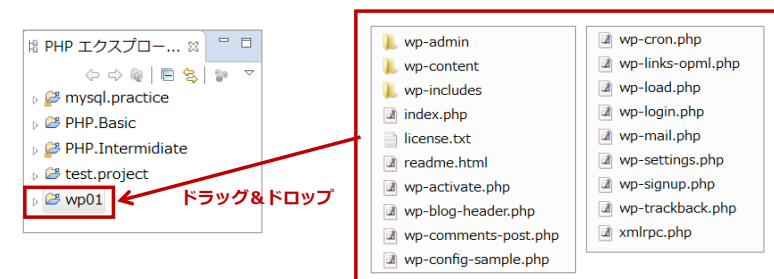 PHP エクスプロー...
mysql.practice
PHP.Basic
PHP.Intermidiate
test.project
wp01
ドラッグ＆ドロップ
wp-admin
wp-content
wp-includes
index.php
license.txt
readme.html
wp-activate.php
wp-blog-header.php
wp-comments-post.php
wp-config-sample.php
wp-cron.php
wp-links-opml.php
wp-load.php
wp-login.php
wp-mail.php
wp-settings.php
wp-signup.php
wp-trackback.php
xmlrpc.php